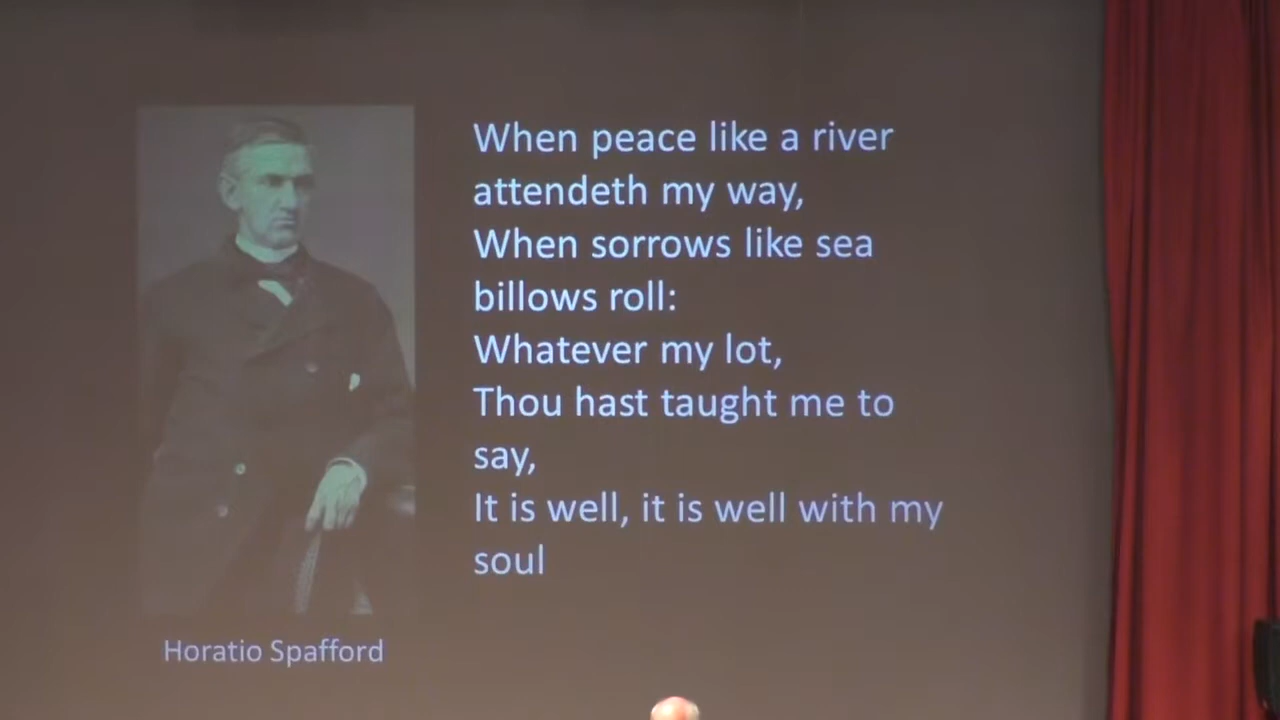 When peace like a river
attendeth my way,
When sorrows like sea
billows roll:
Whatever my lot,
Thou hast taught me to
say,
It is well, it is well with my
soul
Horatio Spafford